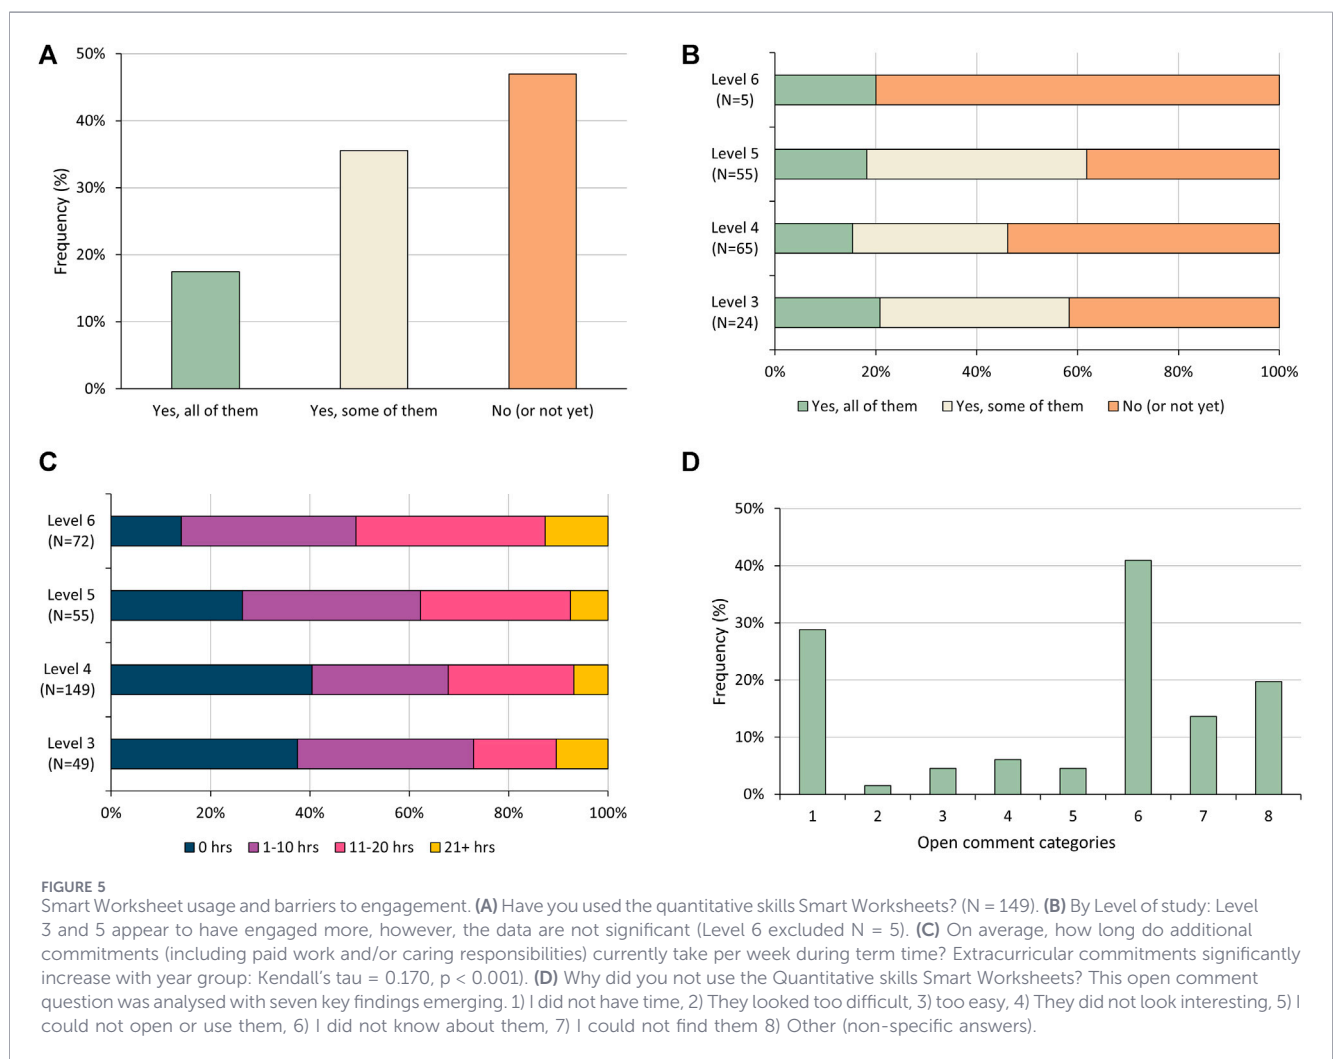 A
50%
40%
30%
20%
10%
0%
Frequency (%)
Yes, all of them
Yes, some of them
No (or not yet)
B
Level 6
(N=5)
Level 5
(N=55)
Level 4
(N=65)
Level 3
(N=24)
0%
20%
40%
60%
80%
100%
Yes, all of them
Yes, some of them
No (or not yet)
C
Level 6
(N=72)
Level 5
(N=55)
Level 4
(N=149)
Level 3
(N=49)
0%
20%
40%
60%
80%
100%
0 hrs
1-10 hrs
11-20 hrs
21+ hrs
D
50%
40%
30%
20%
10%
0%
Frequency (%)
1
2
3
4
5
6
7
8
Open comment categories
FIGURE 5
Smart Worksheet usage and barriers to engagement. (A) Have you used the quantitative skills Smart Worksheets? (N = 149). (B) By Level of study: Level
3 and 5 appear to have engaged more, however, the data are not significant (Level 6 excluded N = 5). (C) On average, how long do additional
commitments (including paid work and/or caring responsibilities) currently take per week during term time? Extracurricular commitments significantly
increase with year group: Kendall’s tau = 0.170, p < 0.001). (D) Why did you not use the Quantitative skills Smart Worksheets? This open comment
question was analysed with seven key findings emerging. 1) I did not have time, 2) They looked too difficult, 3) too easy, 4) They did not look interesting, 5) I
could not open or use them, 6) I did not know about them, 7) I could not find them 8) Other (non-specific answers).